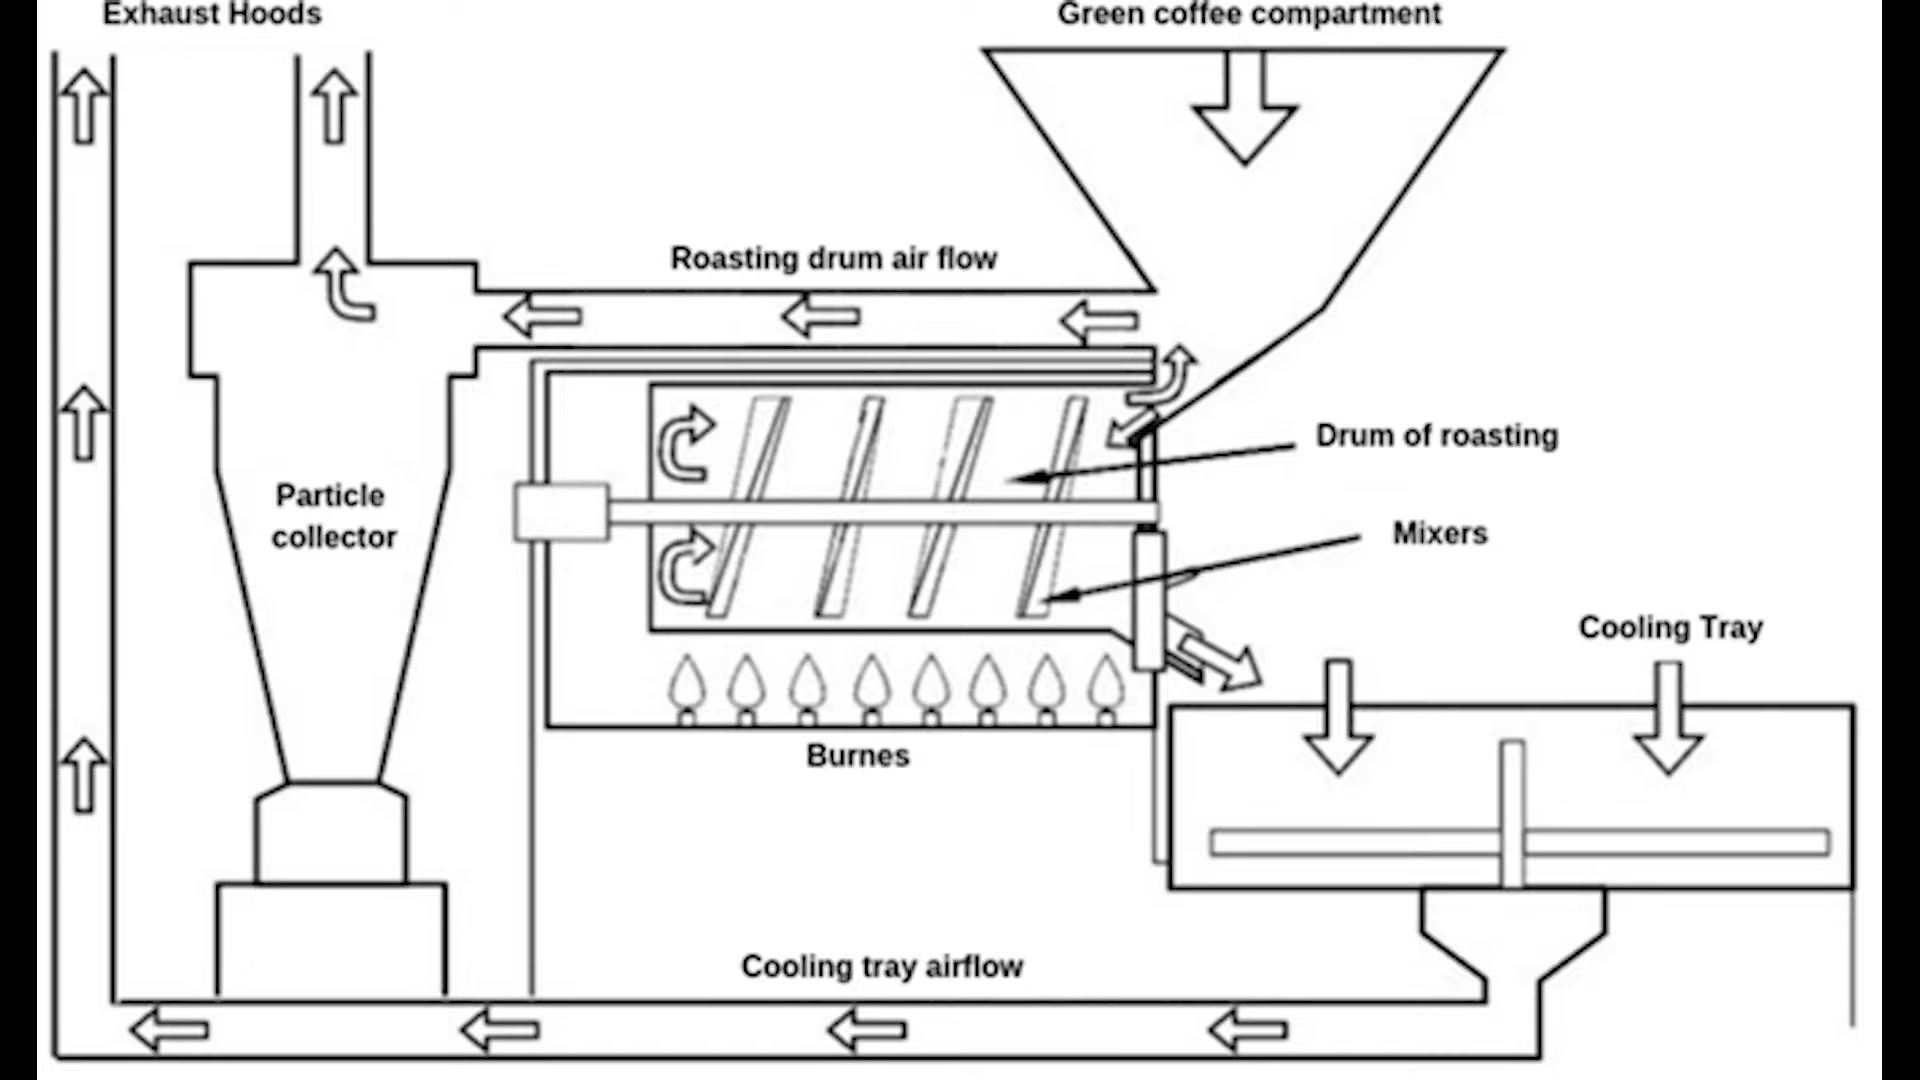 Exhaust Hoods
Green coffee compartment
Roasting drum air flow
Drum of roasting
Particle
collector
Mixers
Cooling Tray
Burnes
Cooling tray airflow